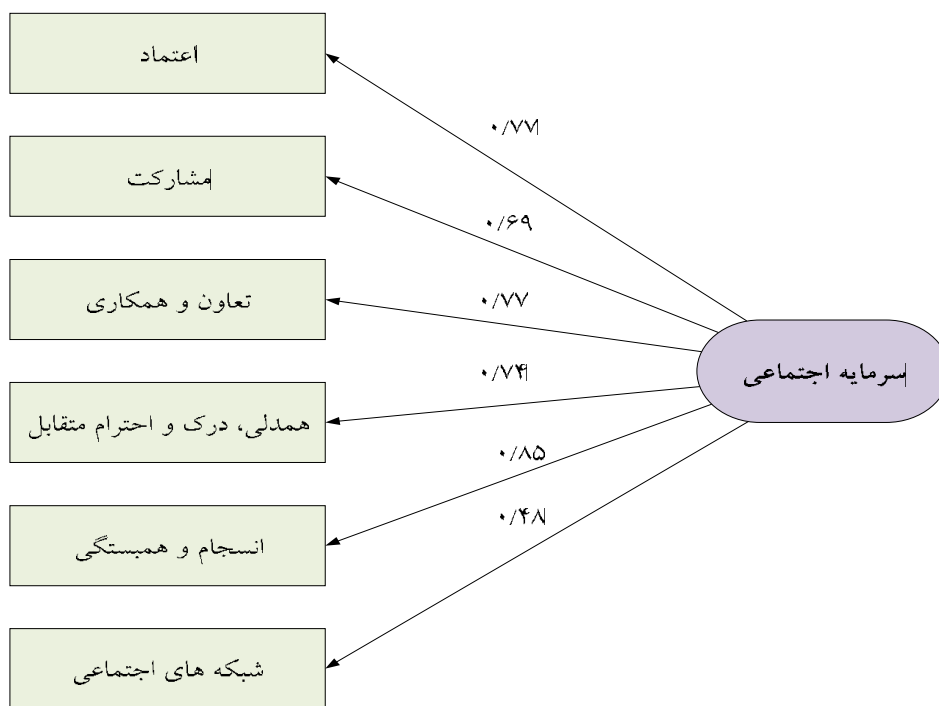 اعتماد
۰/۷۷
مشارکت
۰/۶۹
تعاون و همکاری
۰/۷۷
سرمایه اجتماعی
۰/۷۴
همدلی، درک و احترام متقابل
۰/۸۵
انسجام و همبستگی
۰/۴۸
شبکه های اجتماعی